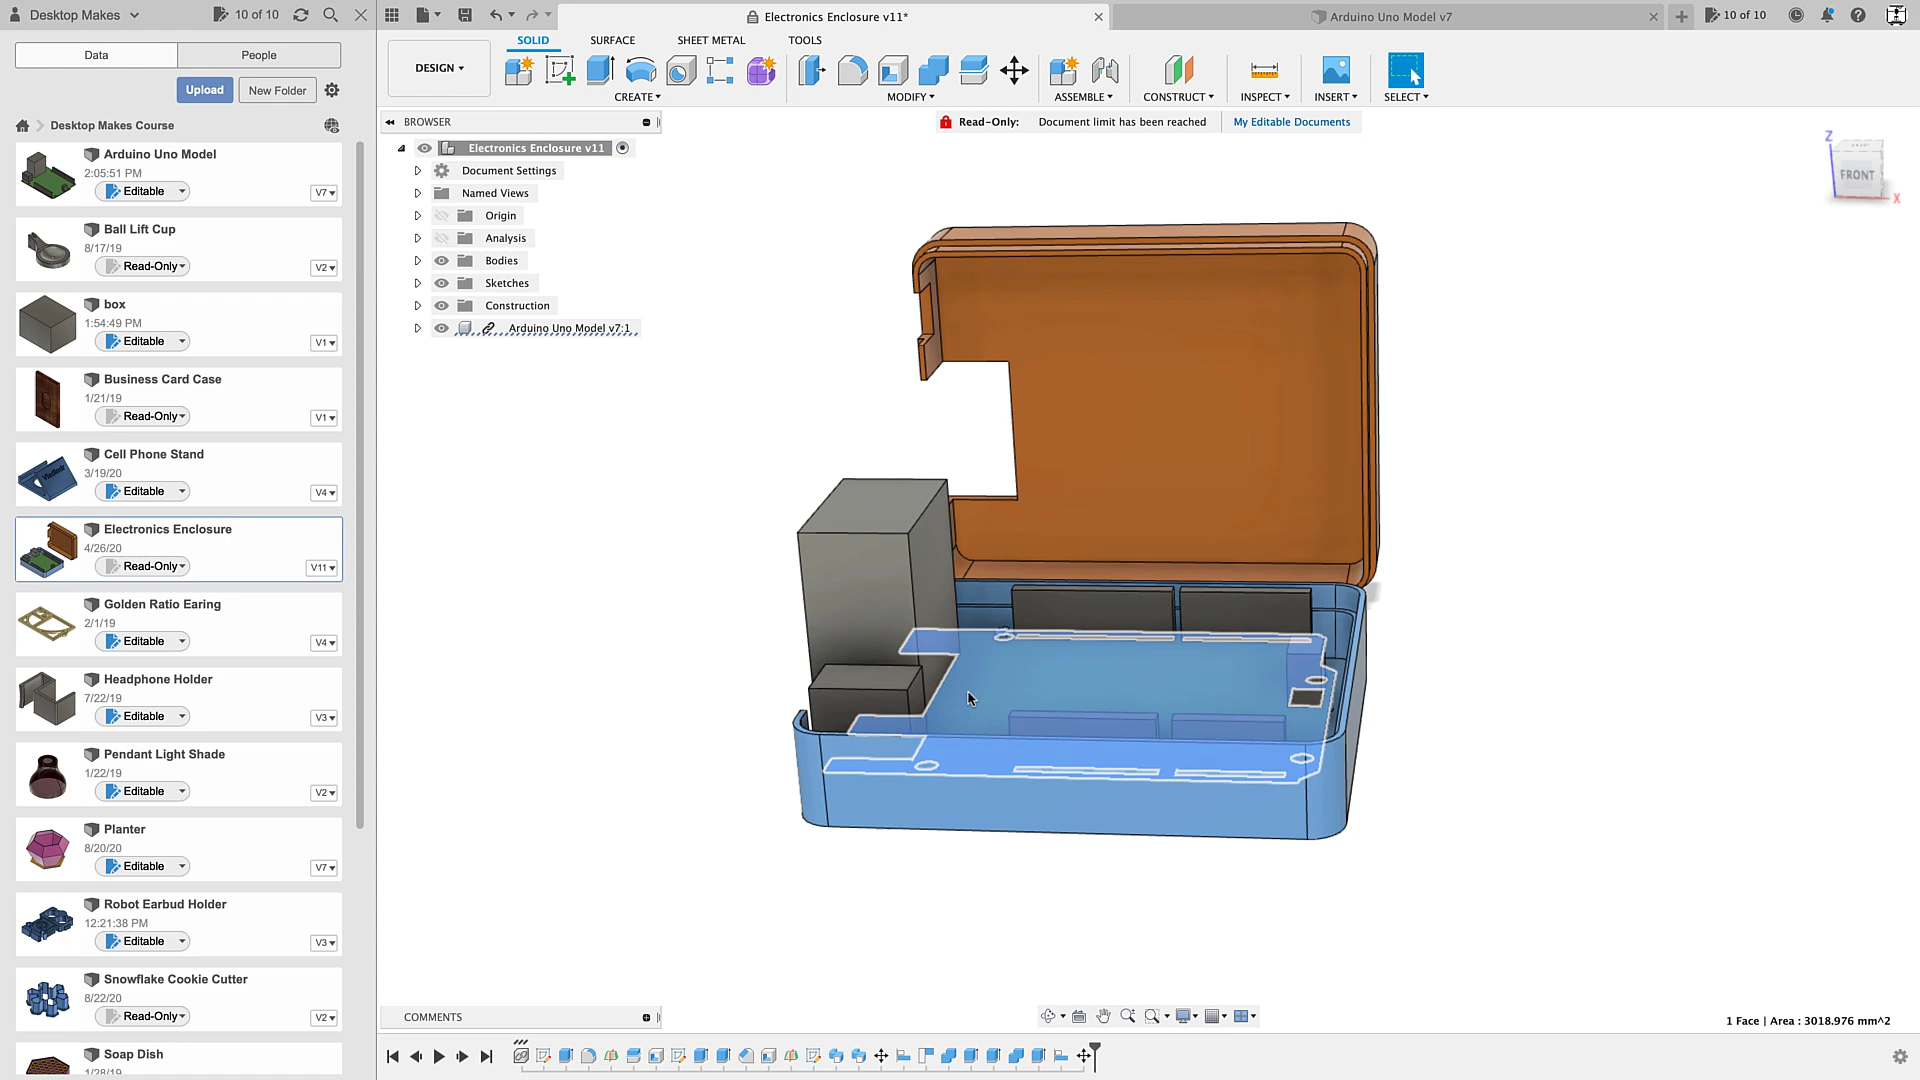 Desktop Makes
10 of 10
Electronics Enclosure v11*
Arduino Uno Model v7
10 of 10
Data
People
Upload
New Folder
Desktop Makes Course
Arduino Uno Model
2:05:51 PM
Editable
V7
Ball Lift Cup
8/17/19
Read-Only
V2
box
1:54:49 PM
Editable
V1
Business Card Case
1/21/19
Read-Only
V1
Cell Phone Stand
3/19/20
Editable
V4
Electronics Enclosure
4/26/20
Read-Only
V11
Golden Ratio Earing
2/1/19
Editable
V4
Headphone Holder
7/22/19
Editable
V3
Pendant Light Shade
1/22/19
Editable
V2
Planter
8/20/20
Editable
V7
Robot Earbud Holder
12:21:38 PM
Editable
V3
Snowflake Cookie Cutter
8/22/20
Read-Only
V2
Soap Dish
1/28/19
DESIGN
SOLID
SURFACE
SHEET METAL
TOOLS
CREATE
MODIFY
ASSEMBLE
CONSTRUCT
INSPECT
INSERT
SELECT
BROWSER
Read-Only:
Document limit has been reached
My Editable Documents
Electronics Enclosure v11
Document Settings
Named Views
Origin
Analysis
Bodies
Sketches
Construction
Arduino Uno Model v7:1
Z
FRONT
X
COMMENTS
1 Face | Area : 3018.976 mm^2